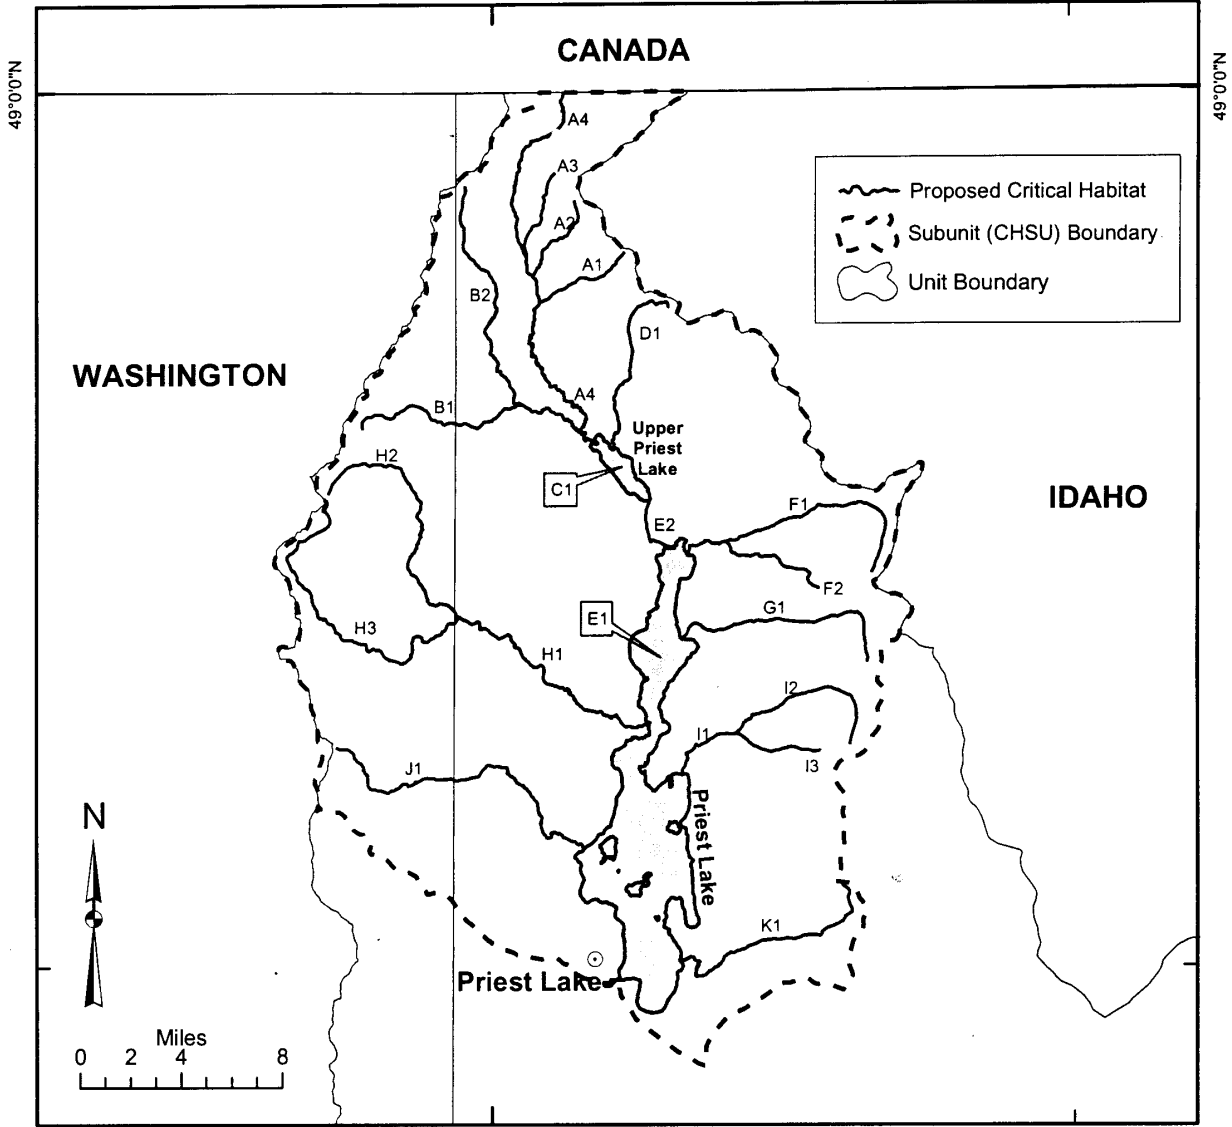 CANADA
49°0'0"N
49°0'0"N
A4
A3
Proposed Critical Habitat
A2
Subunit (CHSU) Boundary
A1
Unit Boundary
B2
D1
WASHINGTON
A4
B1
Upper
Priest
Lake
H2
C1
IDAHO
F1
E2
F2
G1
E1
H3
H1
I2
I1
I3
J1
Priest Lake
N
K1
Priest Lake
Miles
0 2 4 8